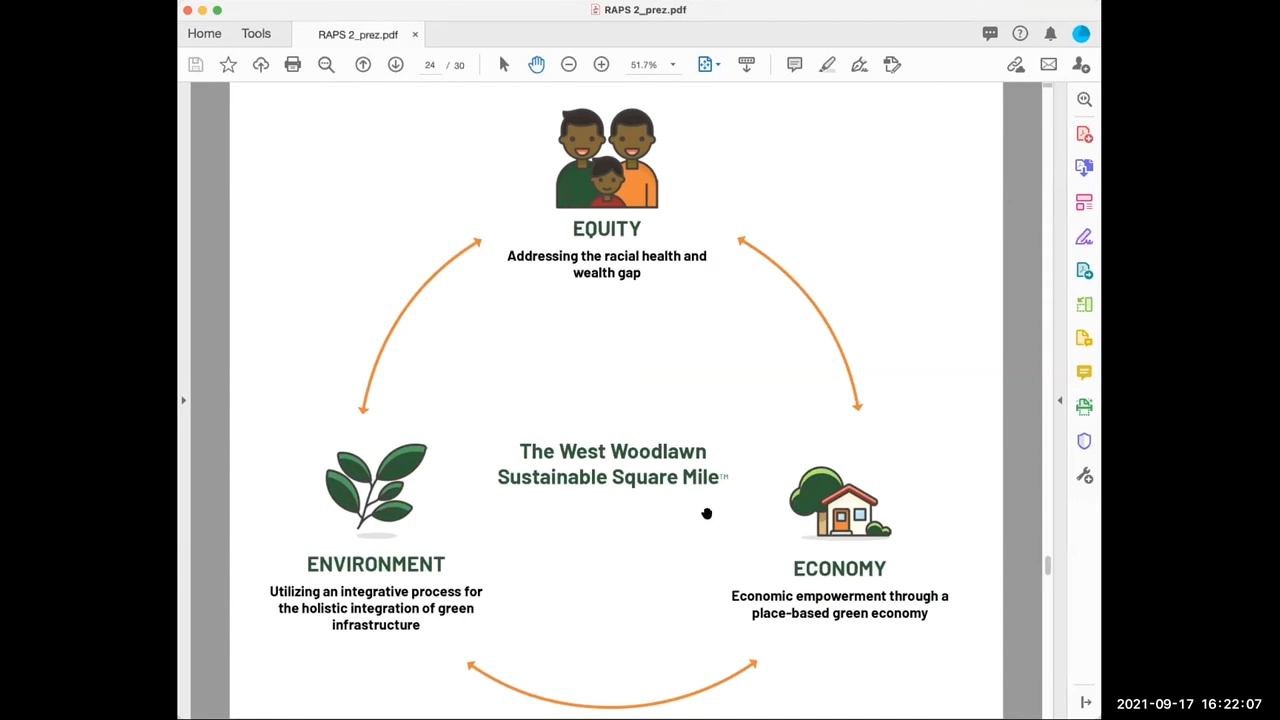 RAPS 2_prez.pdf
Home
Tools
RAPS 2_prez.pdf
×
24 / 30
51.7%
EQUITY
Addressing the racial health and
wealth gap
The West Woodlawn
Sustainable Square Mile™
ENVIRONMENT
Utilizing an integrative process for
the holistic integration of green
infrastructure
ECONOMY
Economic empowerment through a
place-based green economy
2021-09-17 16:22:07